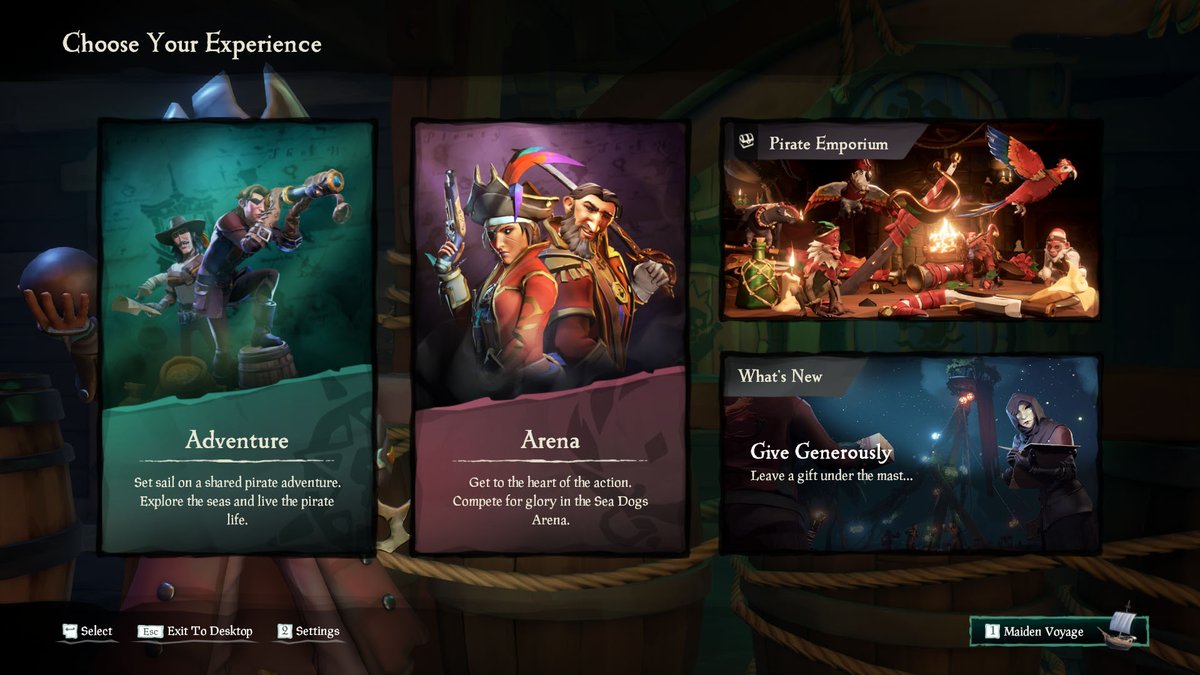 Choose Your Experience
Adventure
Set sail on a shared pirate adventure.
Explore the seas and live the pirate
life.
Arena
Get to the heart of the action.
Compete for glory in the Sea Dogs
Arena.
Pirate Emporium
What's New
Give Generously
Leave a gift under the mast...
Select
Esc Exit To Desktop
2 Settings
1 Maiden Voyage